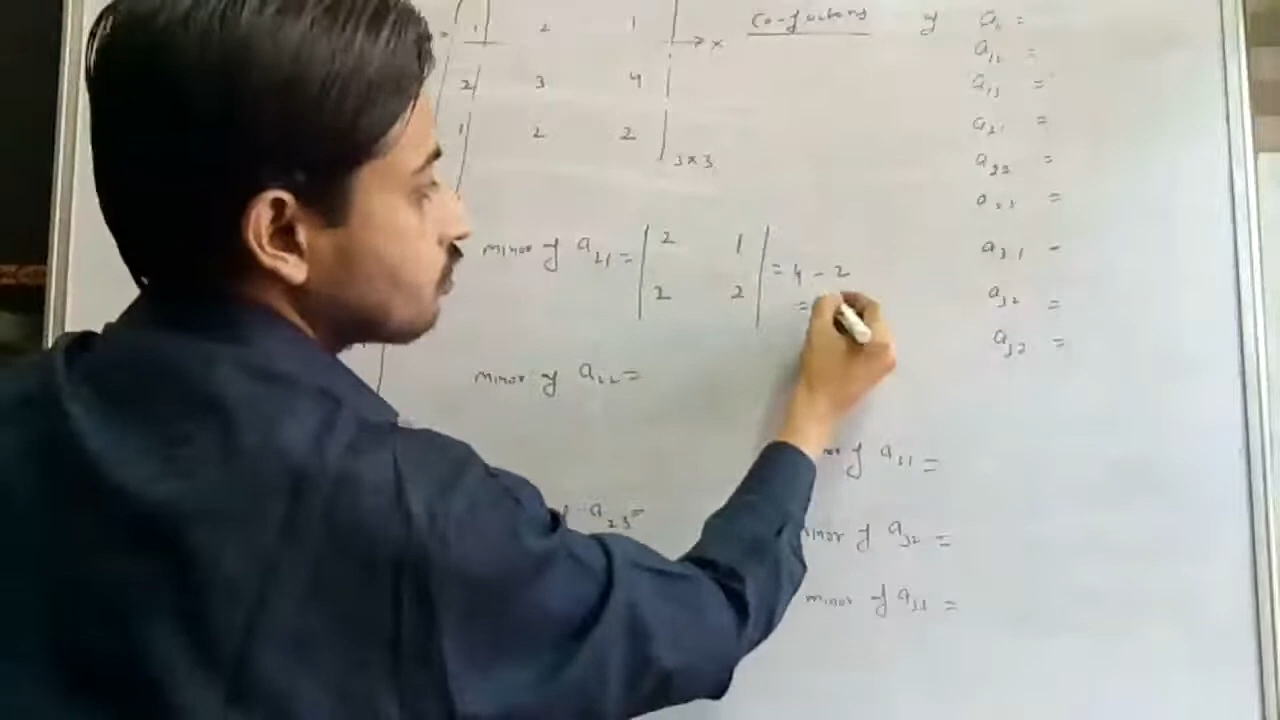 = 1 2 1 → x
2 3 4
1 2 2
3×3
Co-factors of a₁ =
a₁₂ =
a₁₃ =
a₂₁ =
a₂₂ =
a₂₃ =
a₃₁ -
a₃₂ =
a₃₂ =
minor of a₂₁ = | 2 1 | = 4 - 2
| 2 2 | =
minor of a₂₂ =
a₂₃ =
of a₃₁ =
minor of a₃₂ =
minor of a₃₃ =